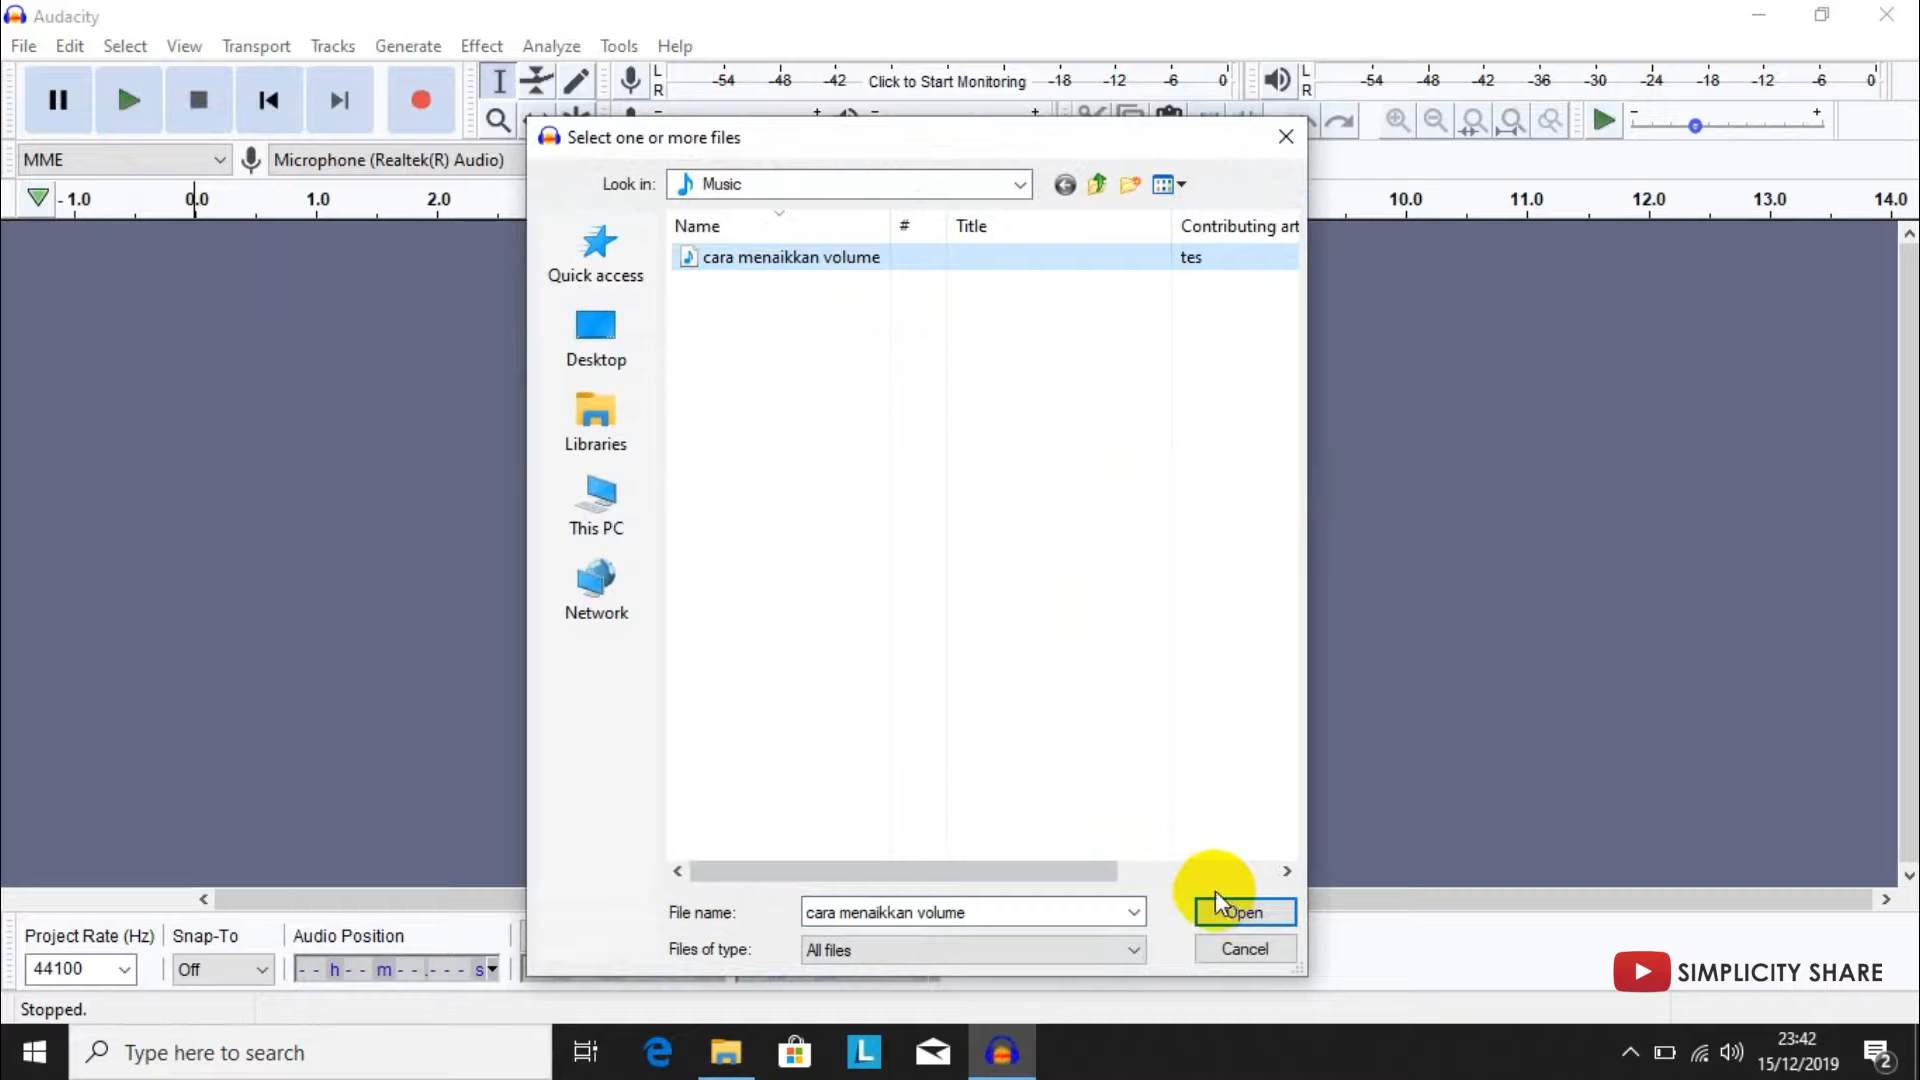 Audacity
File Edit Select View Transport Tracks Generate Effect Analyze Tools Help
L R -54 -48 -42 Click to Start Monitoring -18 -12 -6 0 L R -54 -48 -42 -36 -30 -24 -18 -12 -6 0
MME Microphone (Realtek(R) Audio)
- 1.0 0.0 1.0 2.0 10.0 11.0 12.0 13.0 14.0
Select one or more files
Look in: Music
Name # Title Contributing art
cara menaikkan volume tes
Quick access
Desktop
Libraries
This PC
Network
File name: cara menaikkan volume Open
Files of type: All files Cancel
Project Rate (Hz) Snap-To Audio Position
44100 Off - - h - - m - - . - - - s
Stopped.
SIMPLICITY SHARE
Type here to search
23:42
15/12/2019
2